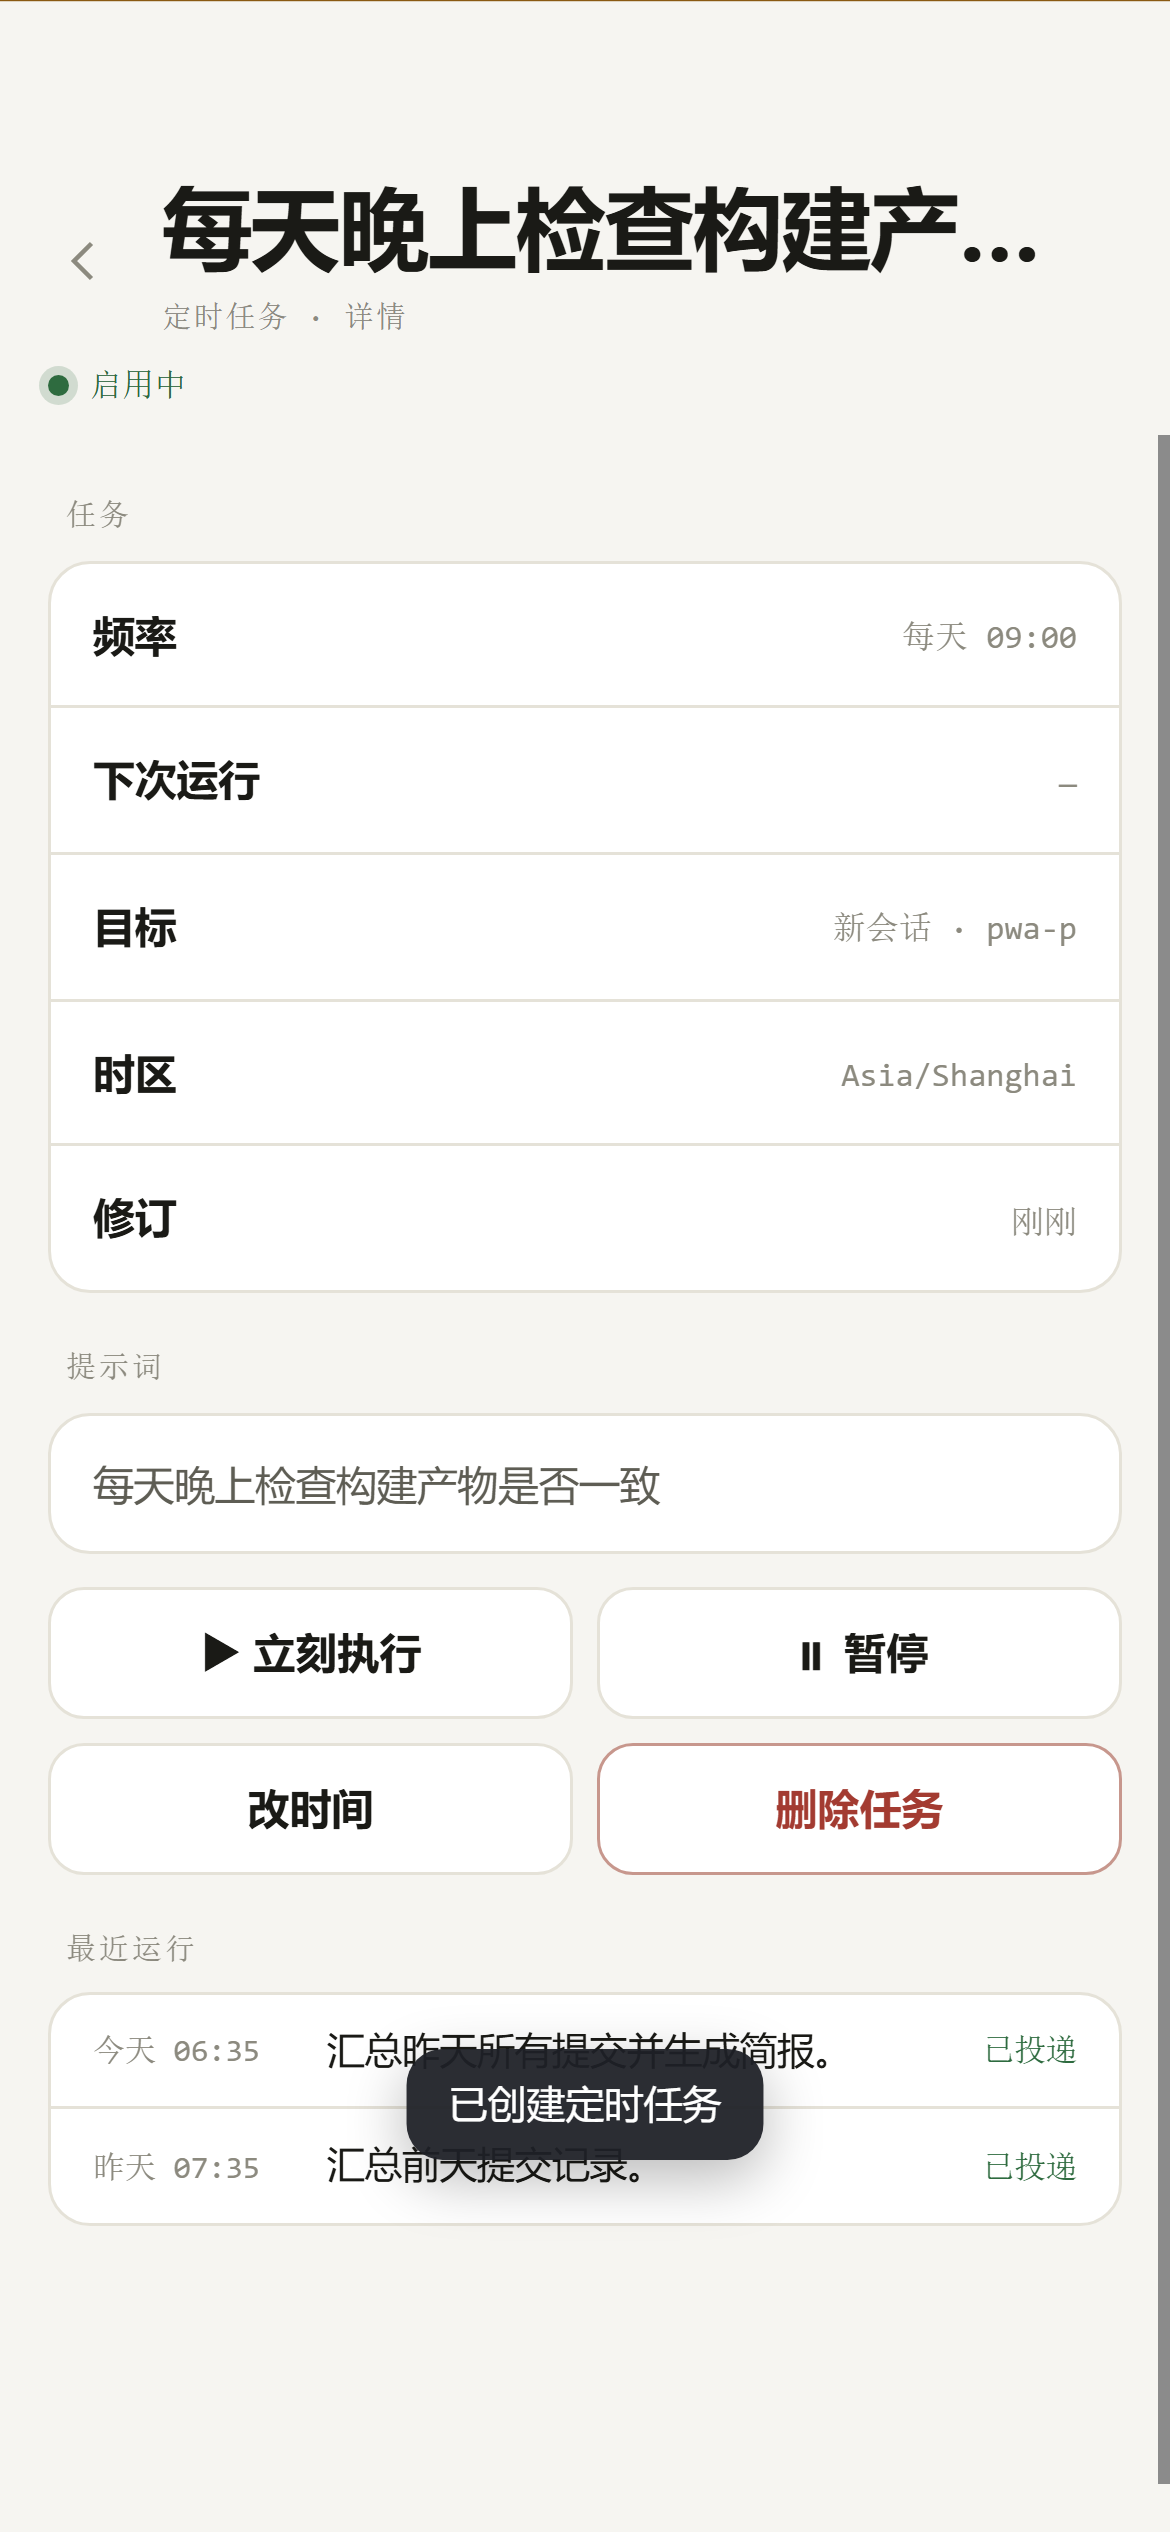 每天晚上检查构建产...
定时任务 · 详情
启用中
任务
频率 每天 09:00
下次运行 —
目标 新会话 · pwa-p
时区 Asia/Shanghai
修订 刚刚
提示词
每天晚上检查构建产物是否一致
▶ 立刻执行
⏸ 暂停
改时间
删除任务
最近运行
今天 06:35 汇总昨天所有提交并生成简报。 已投递
已创建定时任务
昨天 07:35 汇总前天提交记录。 已投递